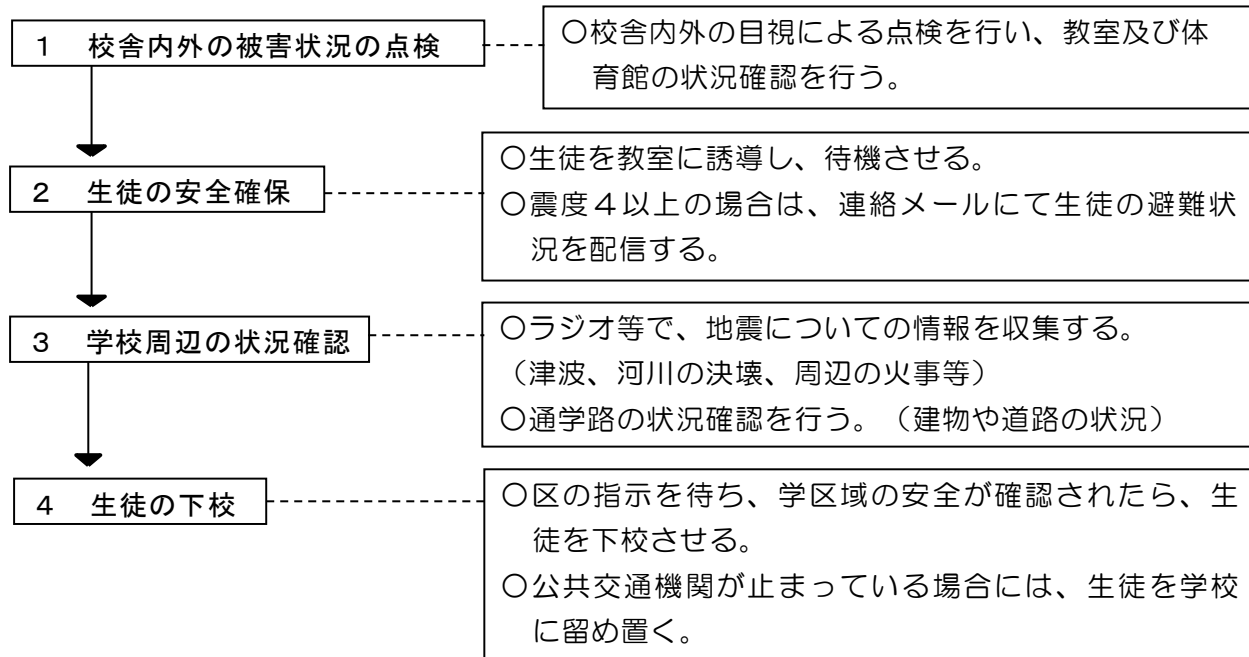 １　校舎内外の被害状況の点検
〇校舎内外の目視による点検を行い、教室及び体
育館の状況確認を行う。
２　生徒の安全確保
〇生徒を教室に誘導し、待機させる。
〇震度４以上の場合は、連絡メールにて生徒の避難状
況を配信する。
３　学校周辺の状況確認
〇ラジオ等で、地震についての情報を収集する。
（津波、河川の決壊、周辺の火事等）
〇通学路の状況確認を行う。（建物や道路の状況）
４　生徒の下校
〇区の指示を待ち、学区域の安全が確認されたら、生
徒を下校させる。
〇公共交通機関が止まっている場合には、生徒を学校
に留め置く。